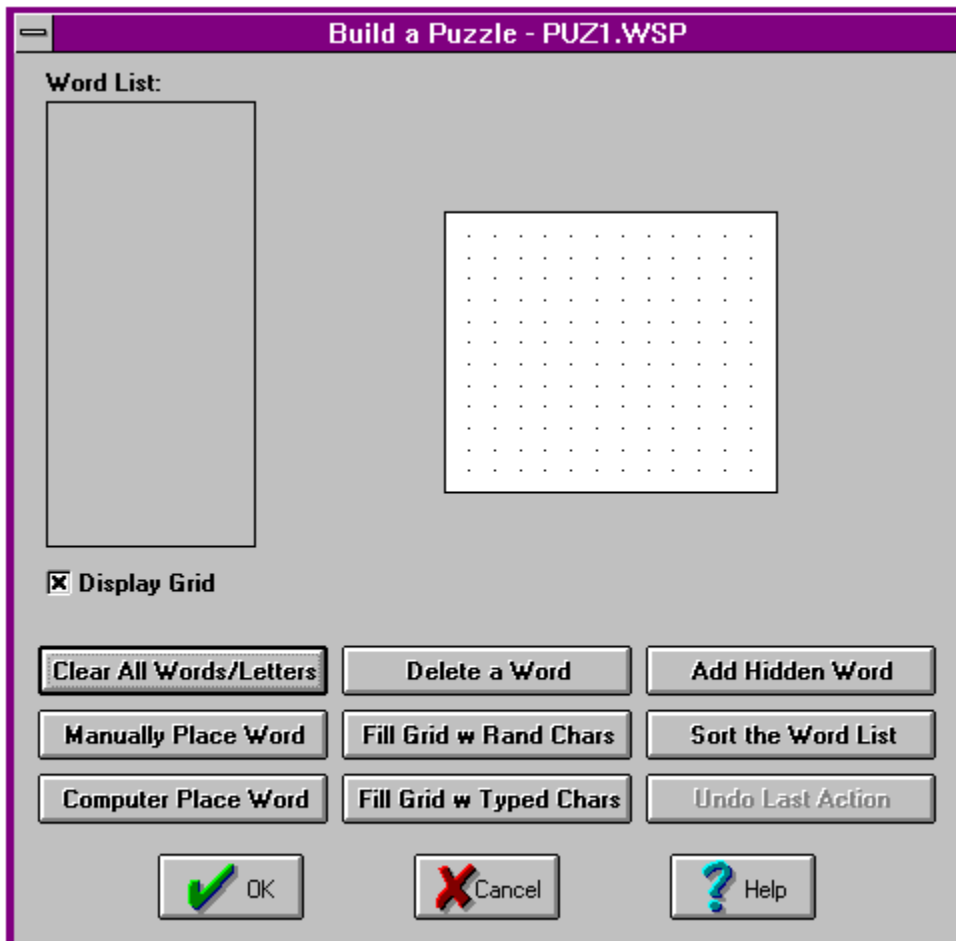 Build a Puzzle - PUZ1.WSP
Word List:
Display Grid
Clear All Words/Letters
Delete a Word
Add Hidden Word
Manually Place Word
Fill Grid w Rand Chars
Sort the Word List
Computer Place Word
Fill Grid w Typed Chars
Undo Last Action
OK
Cancel
Help